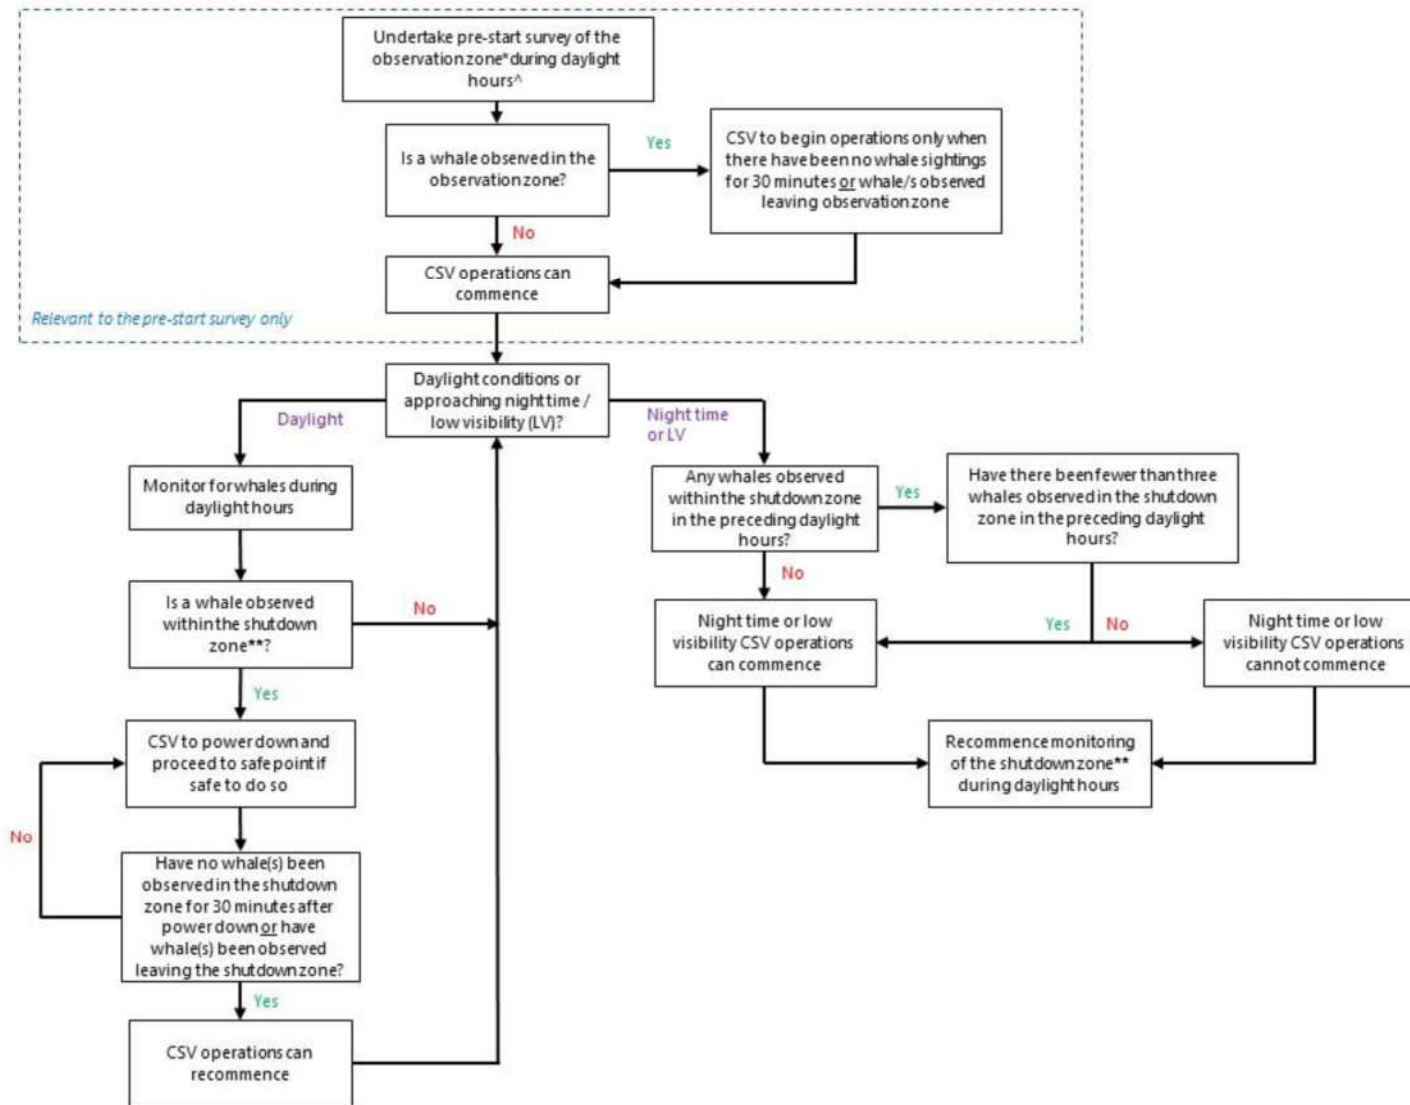 Undertake pre-start survey of the
observation zone* during daylight
hours^
Is a whale observed in the
observation zone?
Yes
CSV to begin operations only when
there have been no whale sightings
for 30 minutes or whale/s observed
leaving observation zone
No
CSV operations can
commence
Relevant to the pre-start survey only
Daylight conditions or
approaching night time /
low visibility (LV)?
Daylight
Night time
or LV
Monitor for whales during
daylight hours
Any whales observed
within the shutdown zone
in the preceding daylight
hours?
Yes
Have there been fewer than three
whales observed in the shutdown
zone in the preceding daylight
hours?
No
Is a whale observed
within the shutdown
zone**?
No
Night time or low
visibility CSV operations
can commence
Yes
No
Night time or low
visibility CSV operations
cannot commence
Yes
CSV to power down and
proceed to safe point if
safe to do so
Recommence monitoring
of the shutdown zone**
during daylight hours
No
Have no whale(s) been
observed in the shutdown
zone for 30 minutes after
power down or have
whale(s) been observed
leaving the shutdown zone?
Yes
CSV operations can
recommence